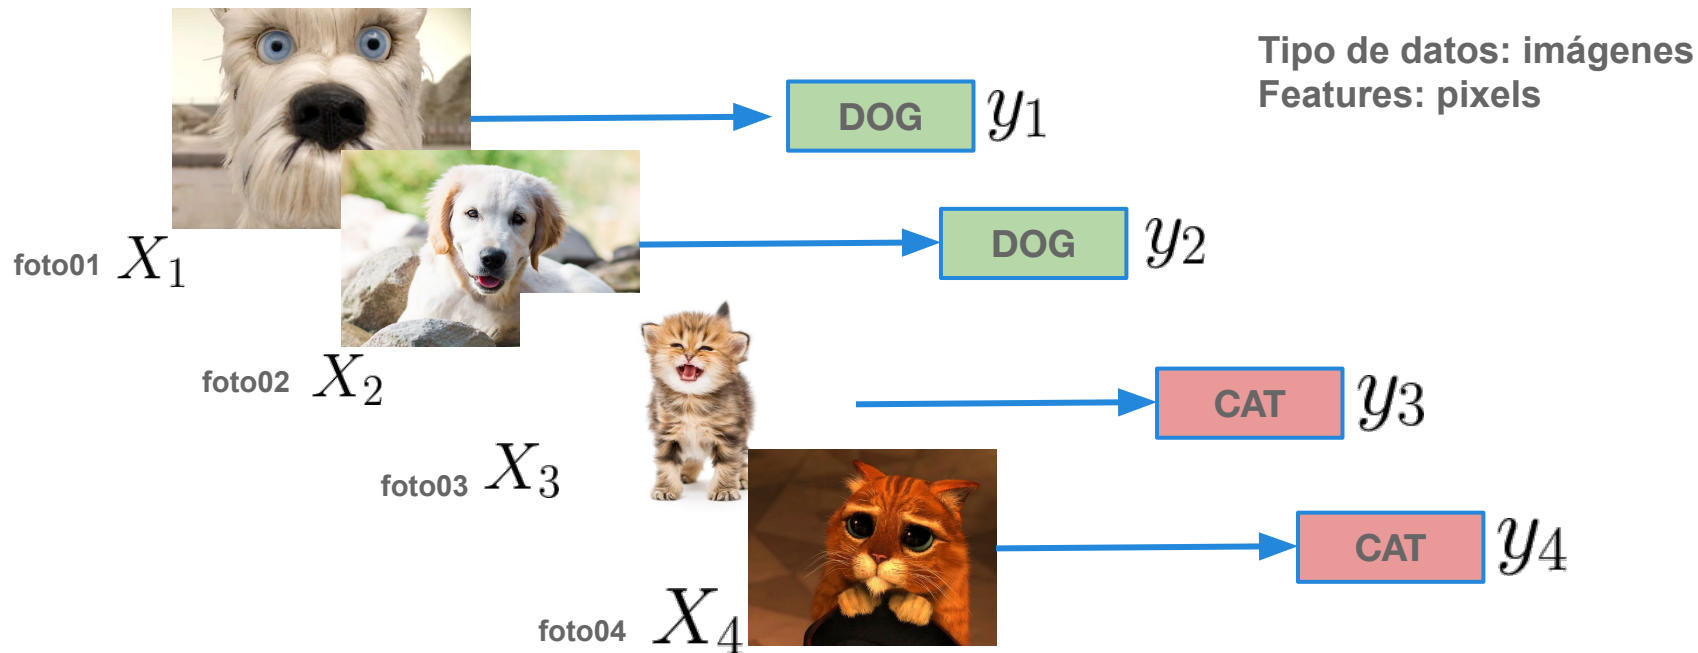 Tipo de datos: imágenes
Features: pixels
DOG y₁
foto01 X₁
DOG y₂
foto02 X₂
CAT y₃
foto03 X₃
CAT y₄
foto04 X₄